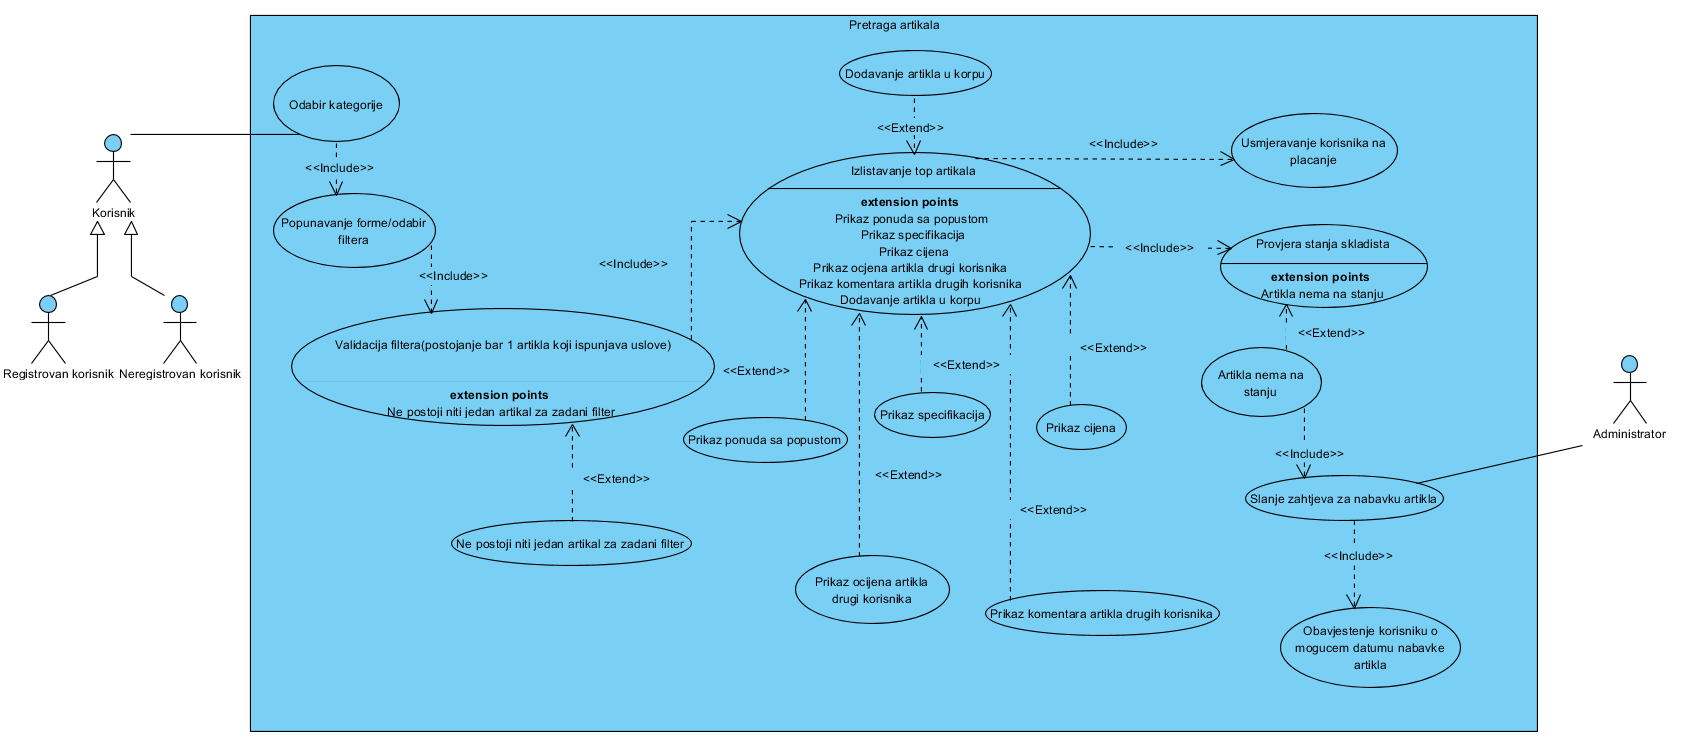 Pretraga artikala
Dodavanje artikla u korpu
Odabir kategorije
<<Extend>>
<<Include>>
Usmjeravanje korisnika na
placanje
<<Include>>
Izlistavanje top artikala
extension points
Prikaz ponuda sa popustom
Prikaz specifikacija
Prikaz cijena
Prikaz ocjena artikla drugi korisnika
Prikaz komentara artikla drugih korisnika
Dodavanje artikla u korpu
Korisnik
Popunavanje forme/odabir
filtera
<<Include>>
Provjera stanja skladista
extension points
Artikla nema na stanju
<<Include>>
<<Include>>
<<Extend>>
Validacija filtera(postojanje bar 1 artikla koji ispunjava uslove)
extension points
Ne postoji niti jedan artikal za zadani filter
<<Extend>>
<<Extend>>
<<Extend>>
Registrovan korisnik
Neregistrovan korisnik
Artikla nema na
stanju
Prikaz specifikacija
Prikaz cijena
Prikaz ponuda sa popustom
Administrator
<<Include>>
<<Extend>>
<<Extend>>
<<Extend>>
Slanje zahtjeva za nabavku artikla
Ne postoji niti jedan artikal za zadani filter
<<Include>>
Prikaz ocijena artikla
drugi korisnika
Prikaz komentara artikla drugih korisnika
Obavjestenje korisniku o
mogucem datumu nabavke
artikla